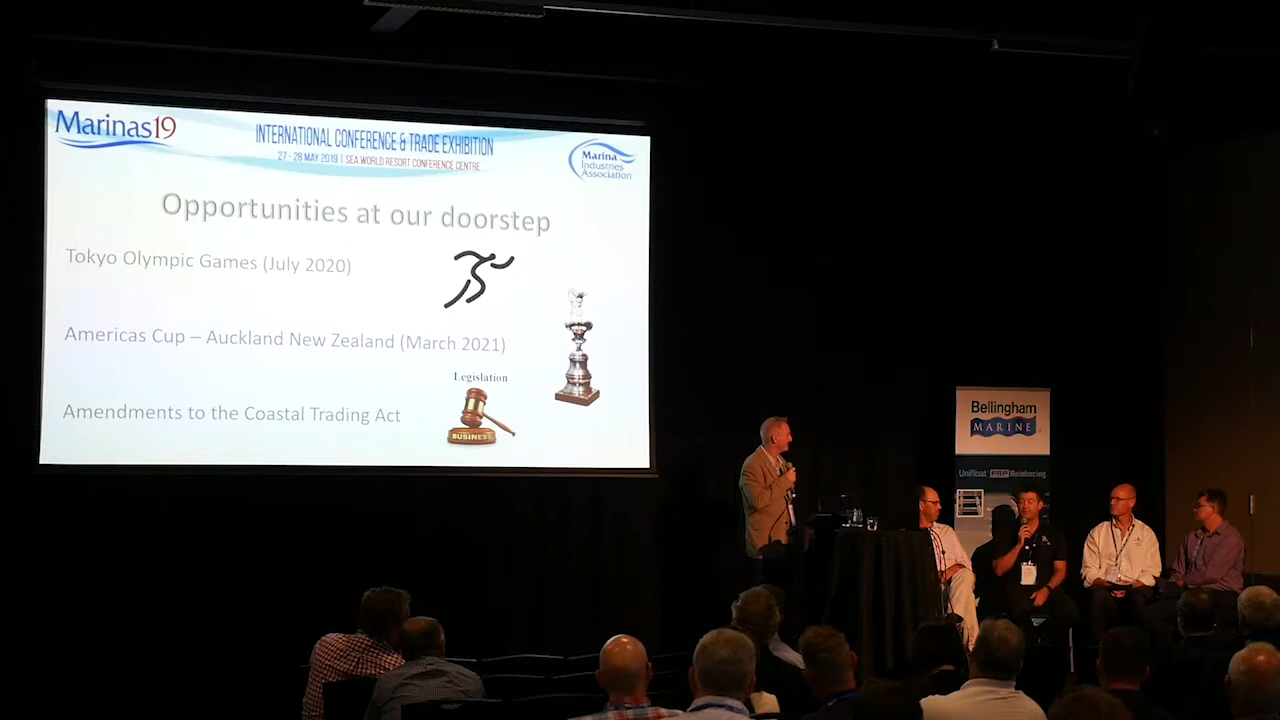 Marinas19
INTERNATIONAL CONFERENCE & TRADE EXHIBITION
27 - 28 MAY 2019 | SEA WORLD RESORT CONFERENCE CENTRE
Marina
Industries
Association
Opportunities at our doorstep
Tokyo Olympic Games (July 2020)
Americas Cup – Auckland New Zealand (March 2021)
Legislation
Amendments to the Coastal Trading Act
BUSINESS
Bellingham
MARINE
Unifloat FRP Reinforcing